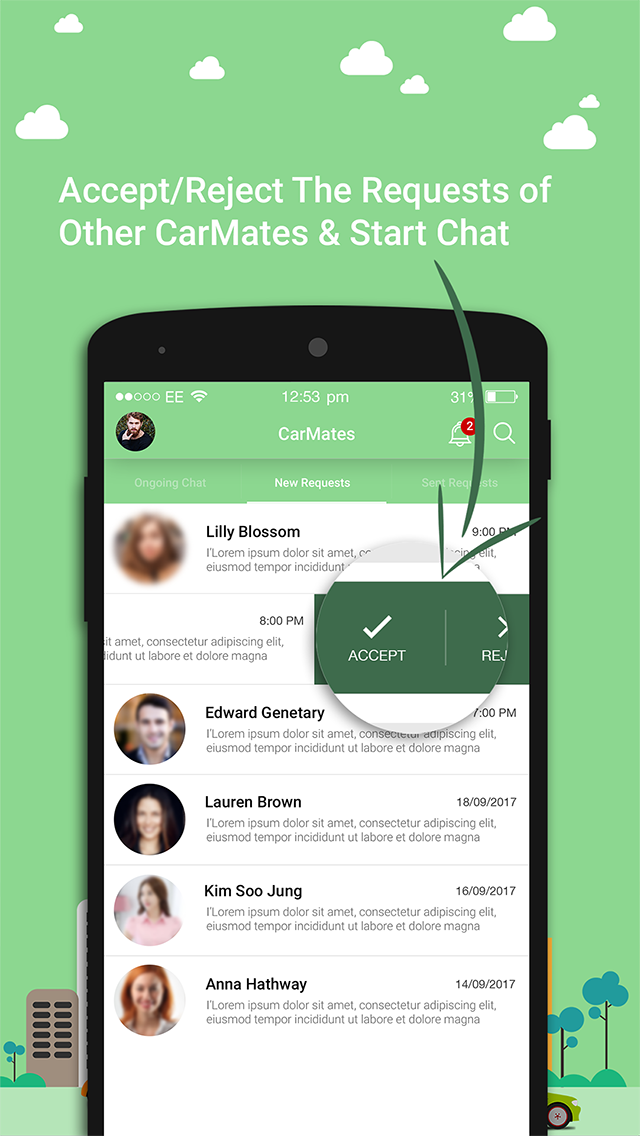 Accept/Reject The Requests of
Other CarMates & Start Chat
EE 12:53 pm 31%
CarMates
2
Ongoing Chat New Requests Sent Requests
Lilly Blossom 9:00 PM
I'Lorem ipsum dolor sit amet, elit,
eiusmod tempor incididunt
8:00 PM
sit amet, consectetur adipiscing elit,
didunt ut labore et dolore magna
ACCEPT REJ
Edward Genetary 7:00 PM
I'Lorem ipsum dolor sit amet, consectetur adipiscing elit,
eiusmod tempor incididunt ut labore et dolore magna
Lauren Brown 18/09/2017
I'Lorem ipsum dolor sit amet, consectetur adipiscing elit,
eiusmod tempor incididunt ut labore et dolore magna
Kim Soo Jung 16/09/2017
I'Lorem ipsum dolor sit amet, consectetur adipiscing elit,
eiusmod tempor incididunt ut labore et dolore magna
Anna Hathway 14/09/2017
I'Lorem ipsum dolor sit amet, consectetur adipiscing elit,
eiusmod tempor incididunt ut labore et dolore magna